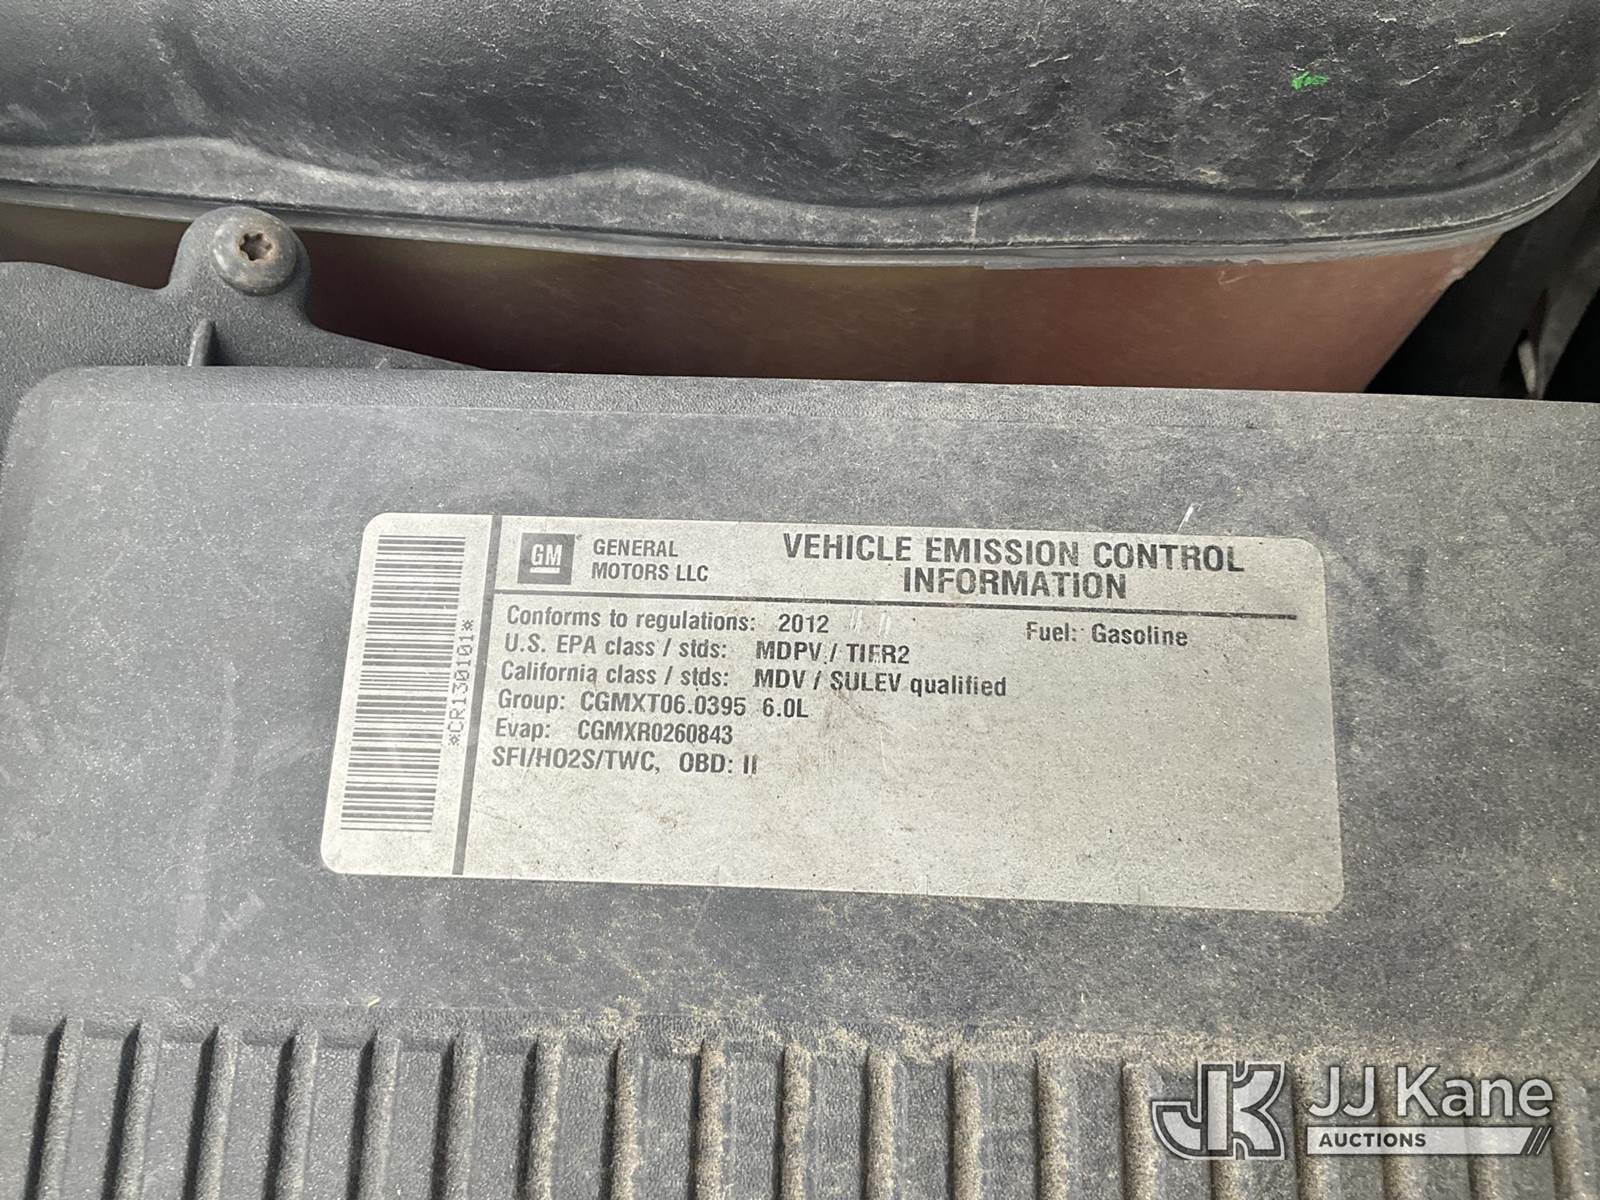 *CR130101*
GM
GENERAL
MOTORS LLC
VEHICLE EMISSION CONTROL
INFORMATION
Conforms to regulations: 2012
Fuel: Gasoline
U.S. EPA class / stds: MDPV / TIER2
California class / stds: MDV / SULEV qualified
Group: CGMXT06.0395 6.0L
Evap: CGMXR0260843
SFI/HO2S/TWC, OBD: II
JK JJ Kane
AUCTIONS